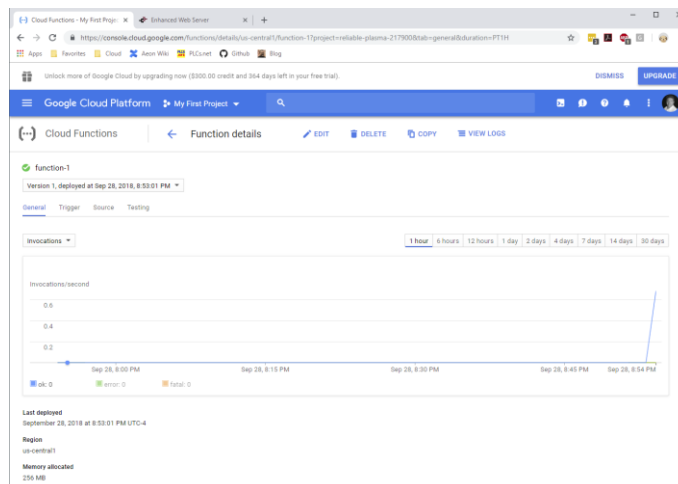 Cloud Functions - My First Proje
Enhanced Web Server
https://console.cloud.google.com/functions/details/us-central1/function-1?project=reliable-plasma-217900&tab=general&duration=PT1H
Apps Favorites Cloud Aeon Wiki PLCs.net Github Blog
Unlock more of Google Cloud by upgrading now ($300.00 credit and 364 days left in your free trial).
DISMISS UPGRADE
Google Cloud Platform My First Project
Cloud Functions Function details EDIT DELETE COPY VIEW LOGS
function-1
Version 1, deployed at Sep 28, 2018, 8:53:01 PM
General Trigger Source Testing
Invocations 1 hour 6 hours 12 hours 1 day 2 days 4 days 7 days 14 days 30 days
Invocations/second
0.6
0.4
0.2
Sep 28, 8:00 PM Sep 28, 8:15 PM Sep 28, 8:30 PM Sep 28, 8:45 PM Sep 28, 8:54 PM
ok: 0 error: 0 fatal: 0
Last deployed
September 28, 2018 at 8:53:01 PM UTC-4
Region
us-central1
Memory allocated
256 MB